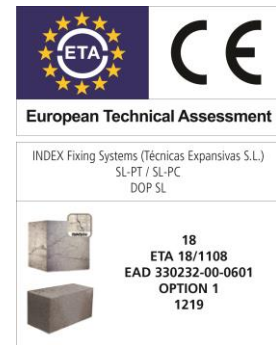 ETA
CE
European Technical Assessment
INDEX Fixing Systems (Técnicas Expansivas S.L.)
SL-PT / SL-PC
DOP SL
18
ETA 18/1108
EAD 330232-00-0601
OPTION 1
1219